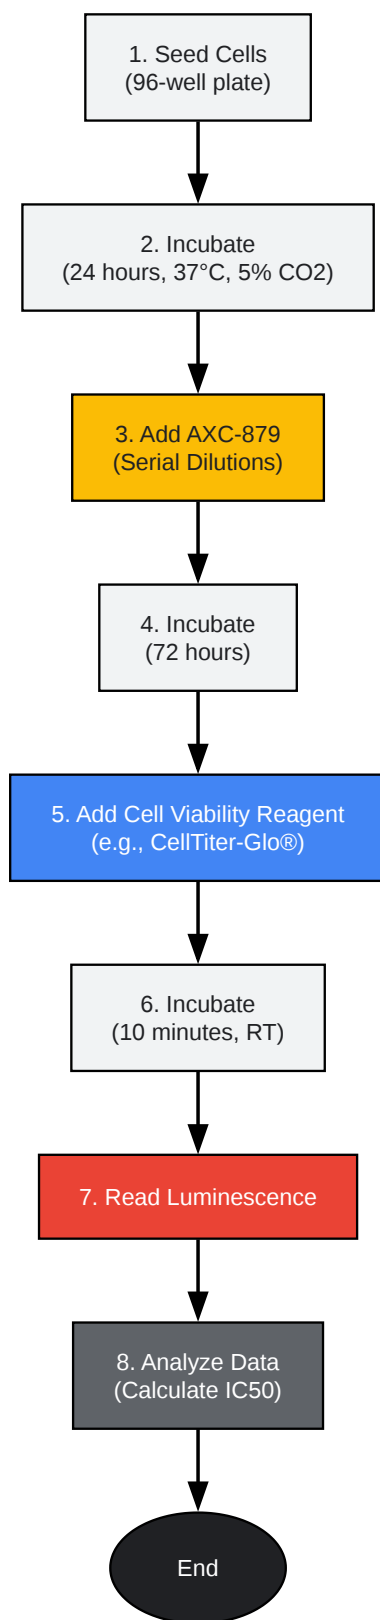 1. Seed Cells
(96-well plate)
2. Incubate
(24 hours, 37°C, 5% CO2)
3. Add AXC-879
(Serial Dilutions)
4. Incubate
(72 hours)
5. Add Cell Viability Reagent
(e.g., CellTiter-Glo®)
6. Incubate
(10 minutes, RT)
7. Read Luminescence
8. Analyze Data
(Calculate IC50)
End